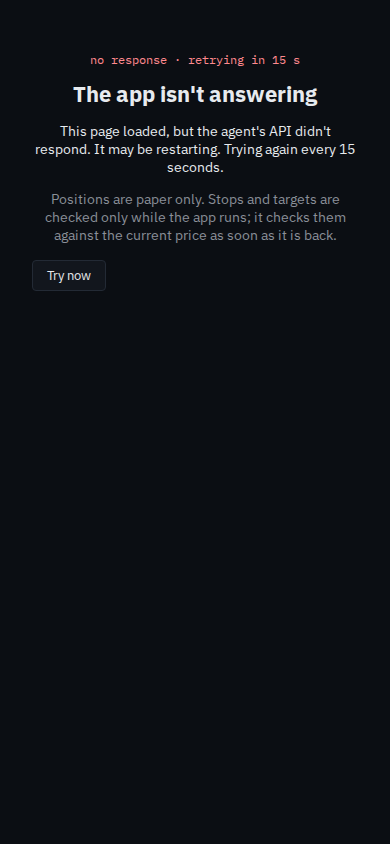 no response · retrying in 15 s
The app isn't answering
This page loaded, but the agent's API didn't
respond. It may be restarting. Trying again every 15
seconds.
Positions are paper only. Stops and targets are
checked only while the app runs; it checks them
against the current price as soon as it is back.
Try now